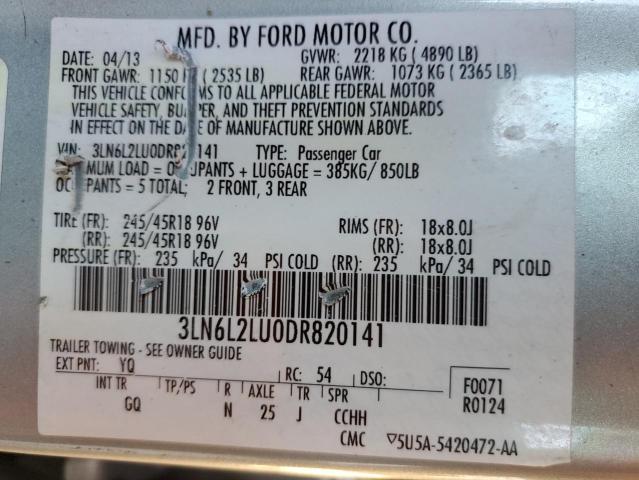 MFD. BY FORD MOTOR CO.
DATE: 04/13 GVWR: 2218 KG ( 4890 LB)
FRONT GAWR: 1150 ( 2535 LB) REAR GAWR: 1073 KG ( 2365 LB)
THIS VEHICLE TO ALL APPLICABLE FEDERAL MOTOR
VEHICLE SAFETY, AND THEFT PREVENTION STANDARDS
IN EFFECT ON THE DATE OF MANUFACTURE SHOWN ABOVE.
VIN: 3LN6L2LU0DR820141 TYPE: Passenger Car
LOAD = + LUGGAGE = 385KG/ 850LB
= 5 TOTAL; 2 FRONT, 3 REAR
TIRE (FR): 245/45R18 96V RIMS (FR): 18x8.0J
(RR): 245/45R18 96V (RR): 18x8.0J
PRESSURE (FR): 235 kPa/ 34 PSI COLD (RR): 235 kPa/ 34 PSI COLD
3LN6L2LU0DR820141
TRAILER TOWING - SEE OWNER GUIDE
EXT PNT: YQ RC: 54 DSO: F0071
INT TR TP/PS R AXLE TR SPR R0124
GQ N 25 J CCHH
CMC ▽5U5A-5420472-AA